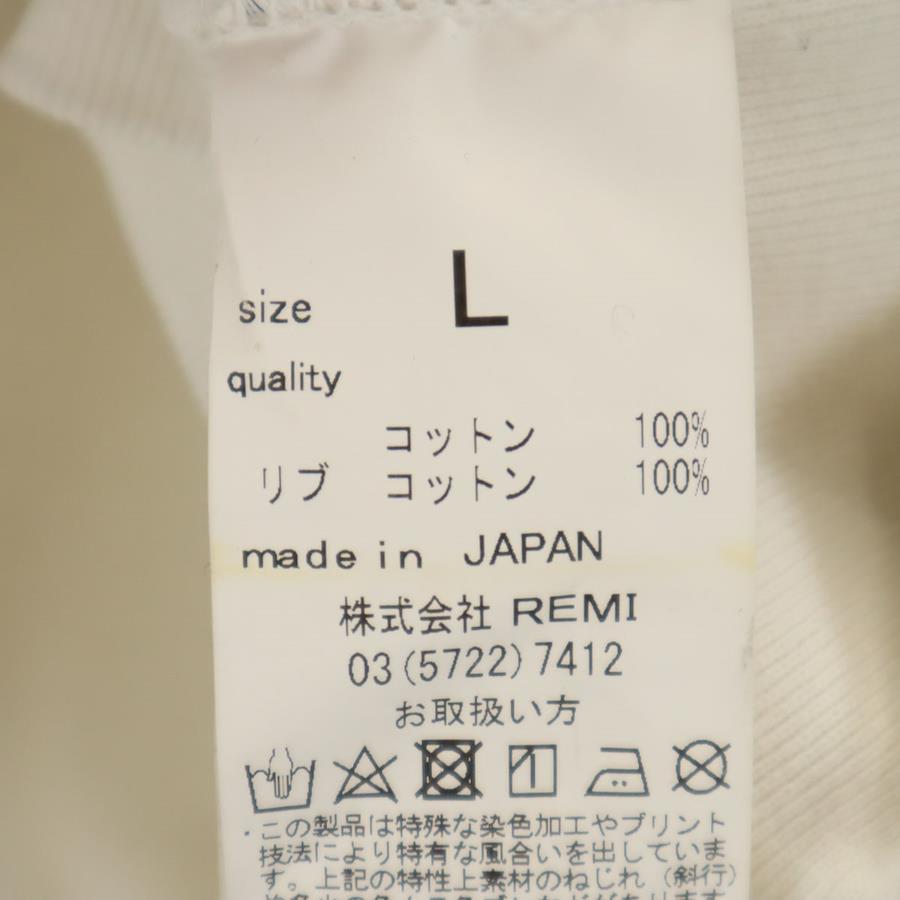 size L
quality
コットン 100%
リブ コットン 100%
made in JAPAN
株式会社 REMI
03(5722)7412
お取扱い方
・この製品は特殊な染色加工やプリント
技法により特有な風合いを出していま
す。上記の特性上素材のねじれ（斜行）